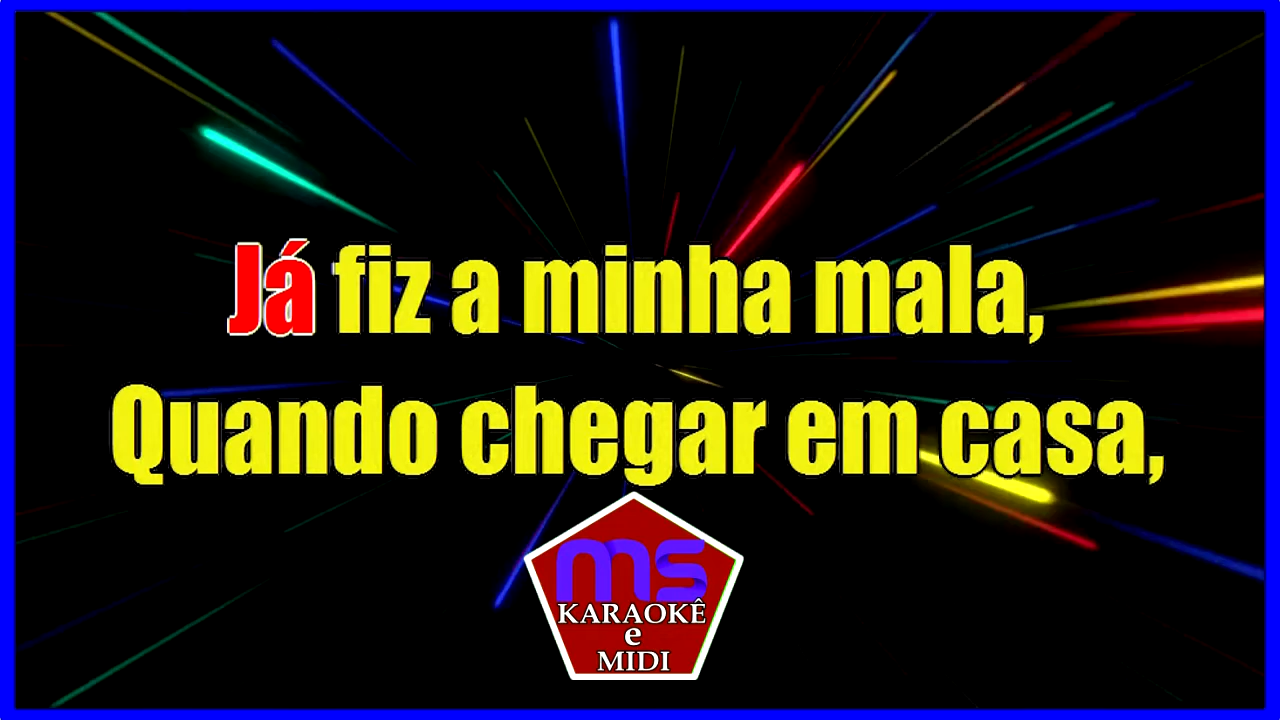 Já fiz a minha mala,
Quando chegar em casa,
ms
KARAOKÊ
e
MIDI